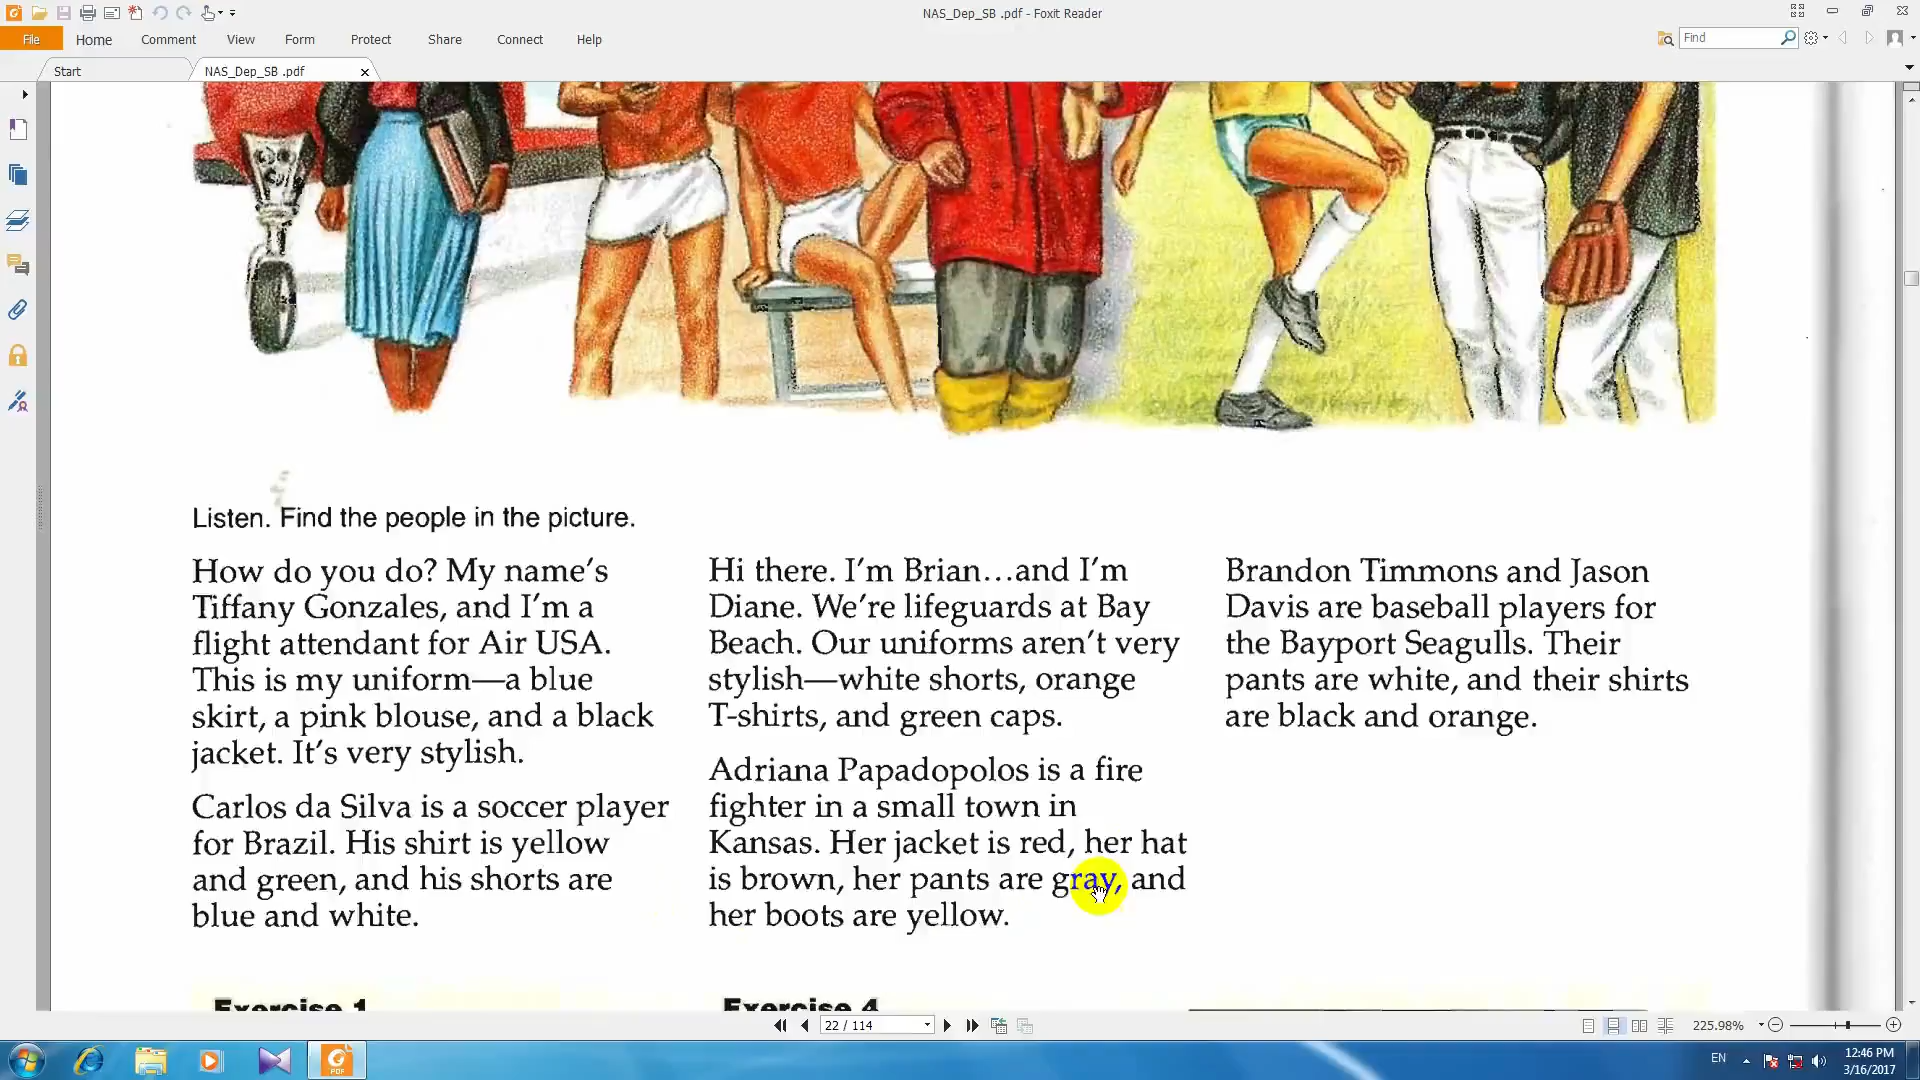 NAS_Dep_SB .pdf - Foxit Reader
File Home Comment View Form Protect Share Connect Help
Find
Start
NAS_Dep_SB .pdf
Listen. Find the people in the picture.
How do you do? My name's
Tiffany Gonzales, and I'm a
flight attendant for Air USA.
This is my uniform—a blue
skirt, a pink blouse, and a black
jacket. It's very stylish.
Carlos da Silva is a soccer player
for Brazil. His shirt is yellow
and green, and his shorts are
blue and white.
Hi there. I'm Brian...and I'm
Diane. We're lifeguards at Bay
Beach. Our uniforms aren't very
stylish—white shorts, orange
T-shirts, and green caps.
Adriana Papadopolos is a fire
fighter in a small town in
Kansas. Her jacket is red, her hat
is brown, her pants are gray, and
her boots are yellow.
Brandon Timmons and Jason
Davis are baseball players for
the Bayport Seagulls. Their
pants are white, and their shirts
are black and orange.
Exercise 1
Exercise 4
22 / 114
225.98%
PDF
EN
12:46 PM
3/16/2017